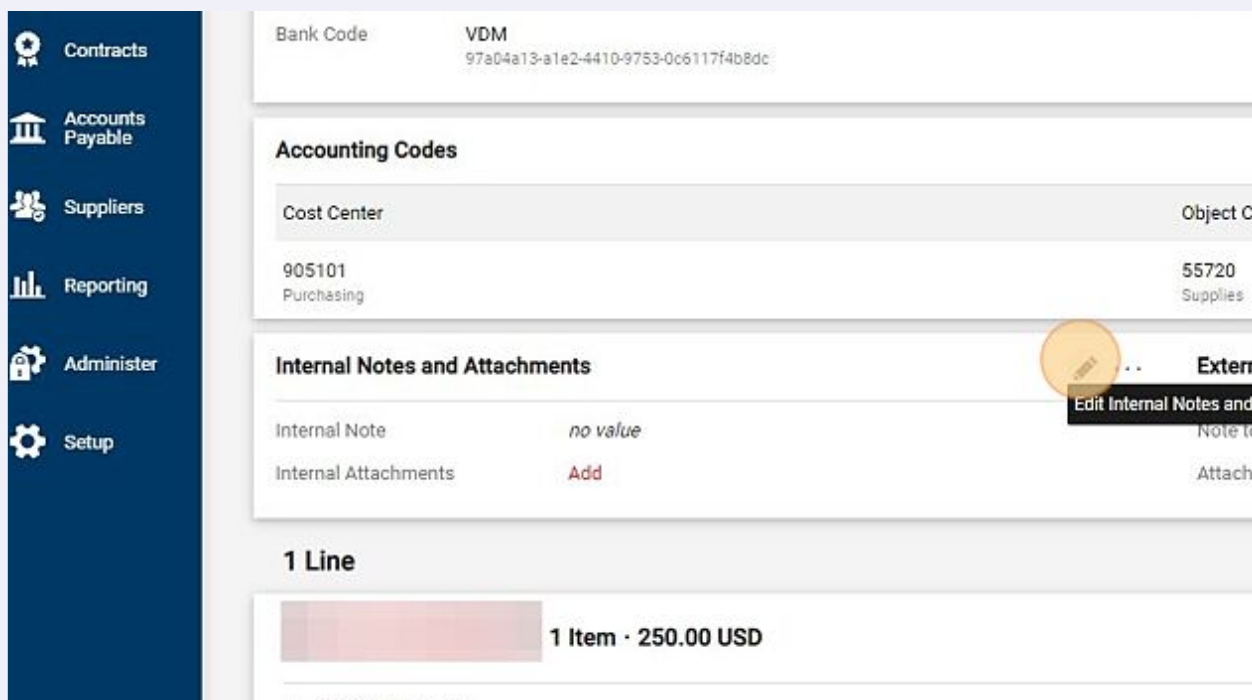 Contracts
Accounts
Payable
Suppliers
Reporting
Administer
Setup
Bank Code VDM
97a04a13-a1e2-4410-9753-0c6117f4b8dc
Accounting Codes
Cost Center Object C
905101 55720
Purchasing Supplies
Internal Notes and Attachments ... Extern
Edit Internal Notes and
Internal Note no value Note to
Internal Attachments Add Attach
1 Line
1 Item · 250.00 USD